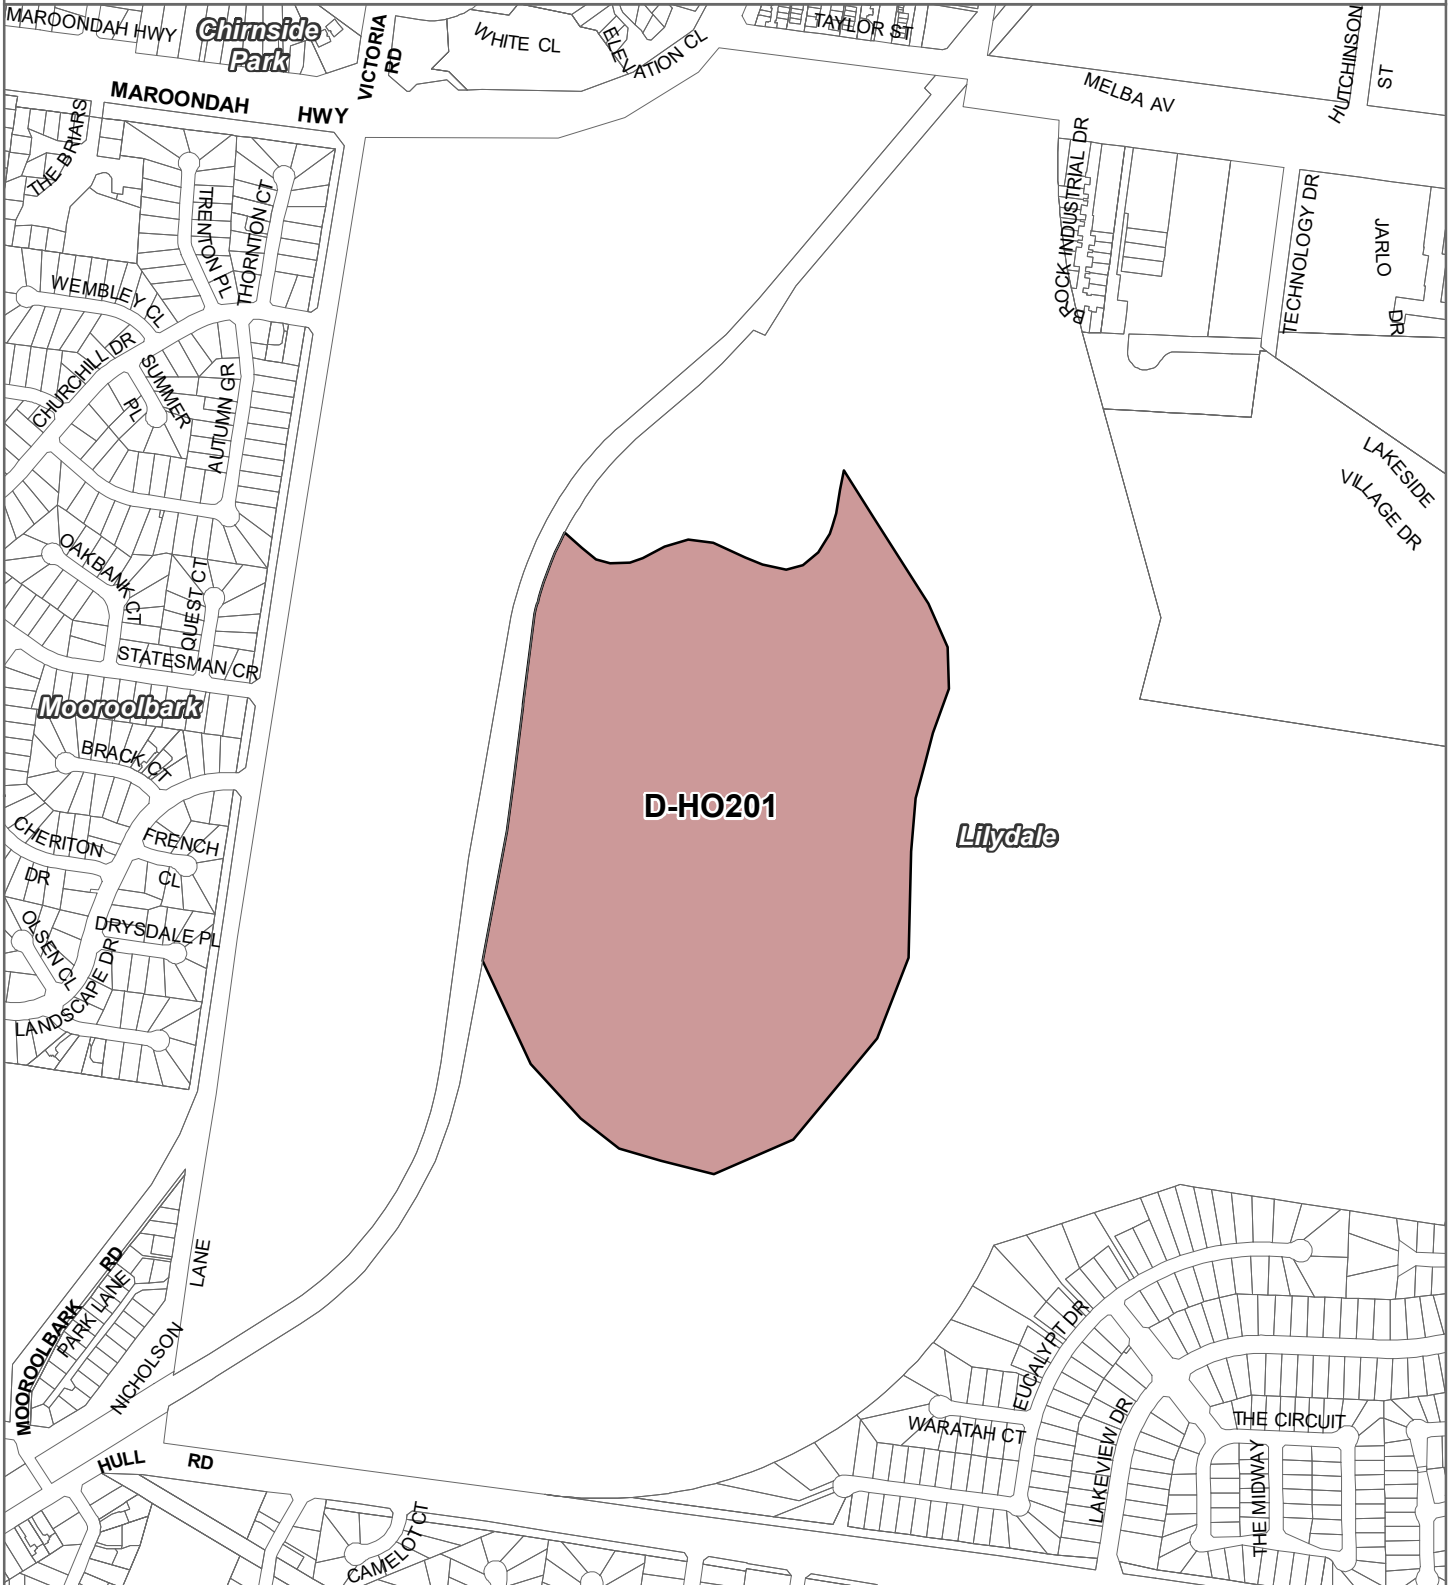 MAROONDAH HWY
Chirnside
Park
VICTORIA
RD
WHITE CL
ELEVATION CL
TAYLOR ST
HUTCHINSON
ST
MELBA AV
MAROONDAH HWY
THE BRIARS
TRENTON PL
THORNTON CT
BROCK INDUSTRIAL DR
TECHNOLOGY DR
JARLO
DR
WEMBLEY CL
CHURCHILL DR
SUMMER
PL
AUTUMN GR
LAKESIDE
VILLAGE DR
OAKBANK CT
QUEST CT
STATESMAN CR
Mooroolbark
BRACK CT
D-HO201
Lilydale
CHERITON
DR
FRENCH
CL
OLSEN CL
DRYSDALE PL
LANDSCAPE DR
MOOROOLBARK RD
PARK LANE
NICHOLSON
LANE
HULL RD
CAMELOT CT
EUCALYPT DR
WARATAH CT
LAKEVIEW DR
THE CIRCUIT
THE MIDWAY